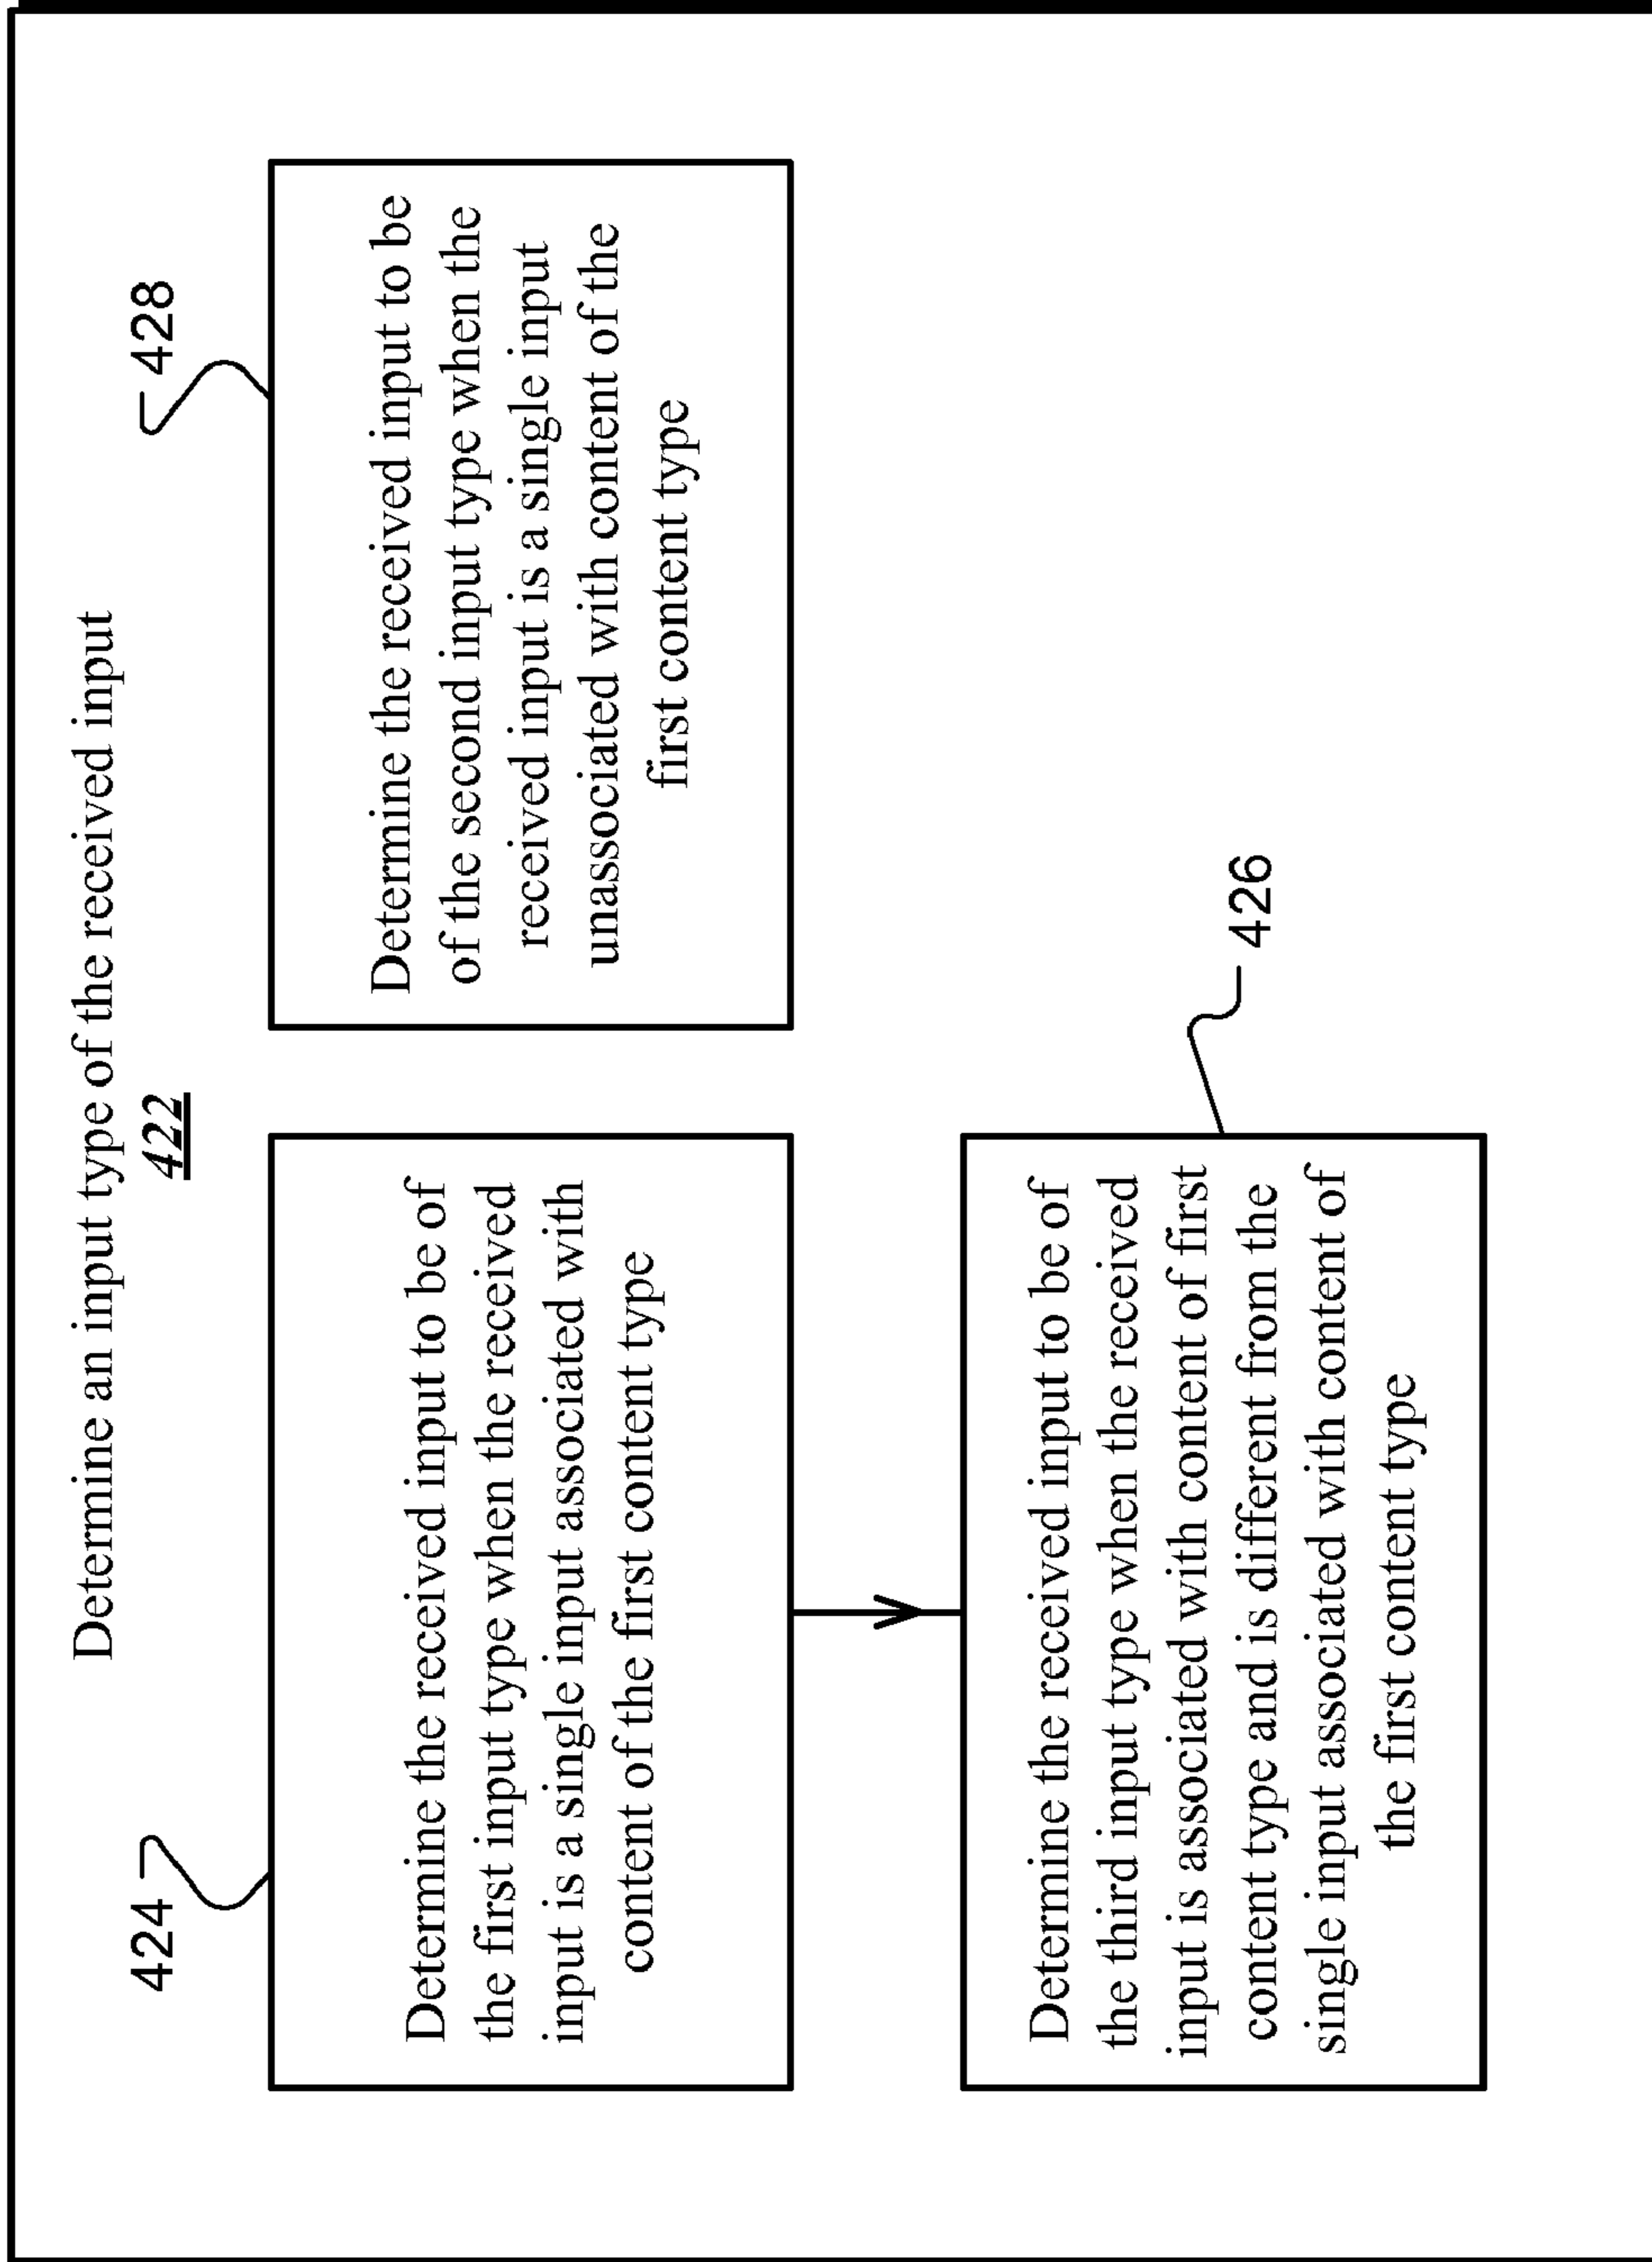 Determine an input type of the received input
422
424
Determine the received input to be of
the first input type when the received
input is a single input associated with
content of the first content type
428
Determine the received input to be
of the second input type when the
received input is a single input
unassociated with content of the
first content type
426
Determine the received input to be of
the third input type when the received
input is associated with content of first
content type and is different from the
single input associated with content of
the first content type